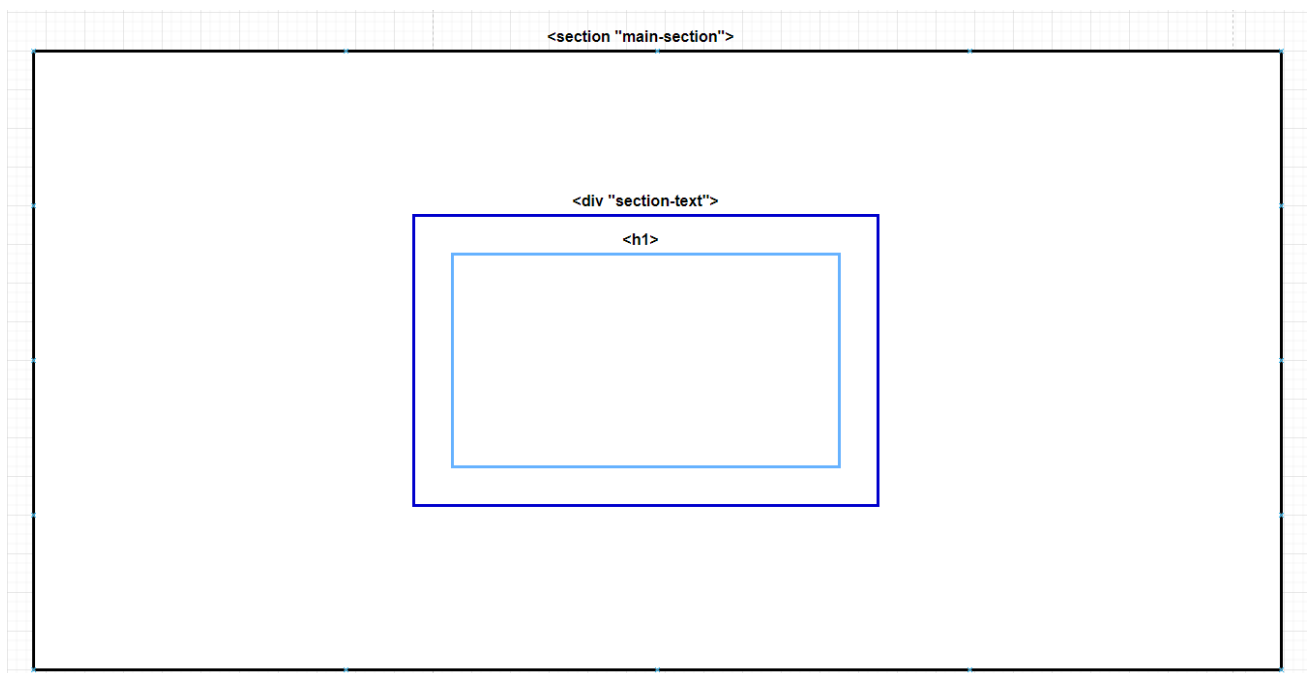 <section "main-section">
<div "section-text">
<h1>